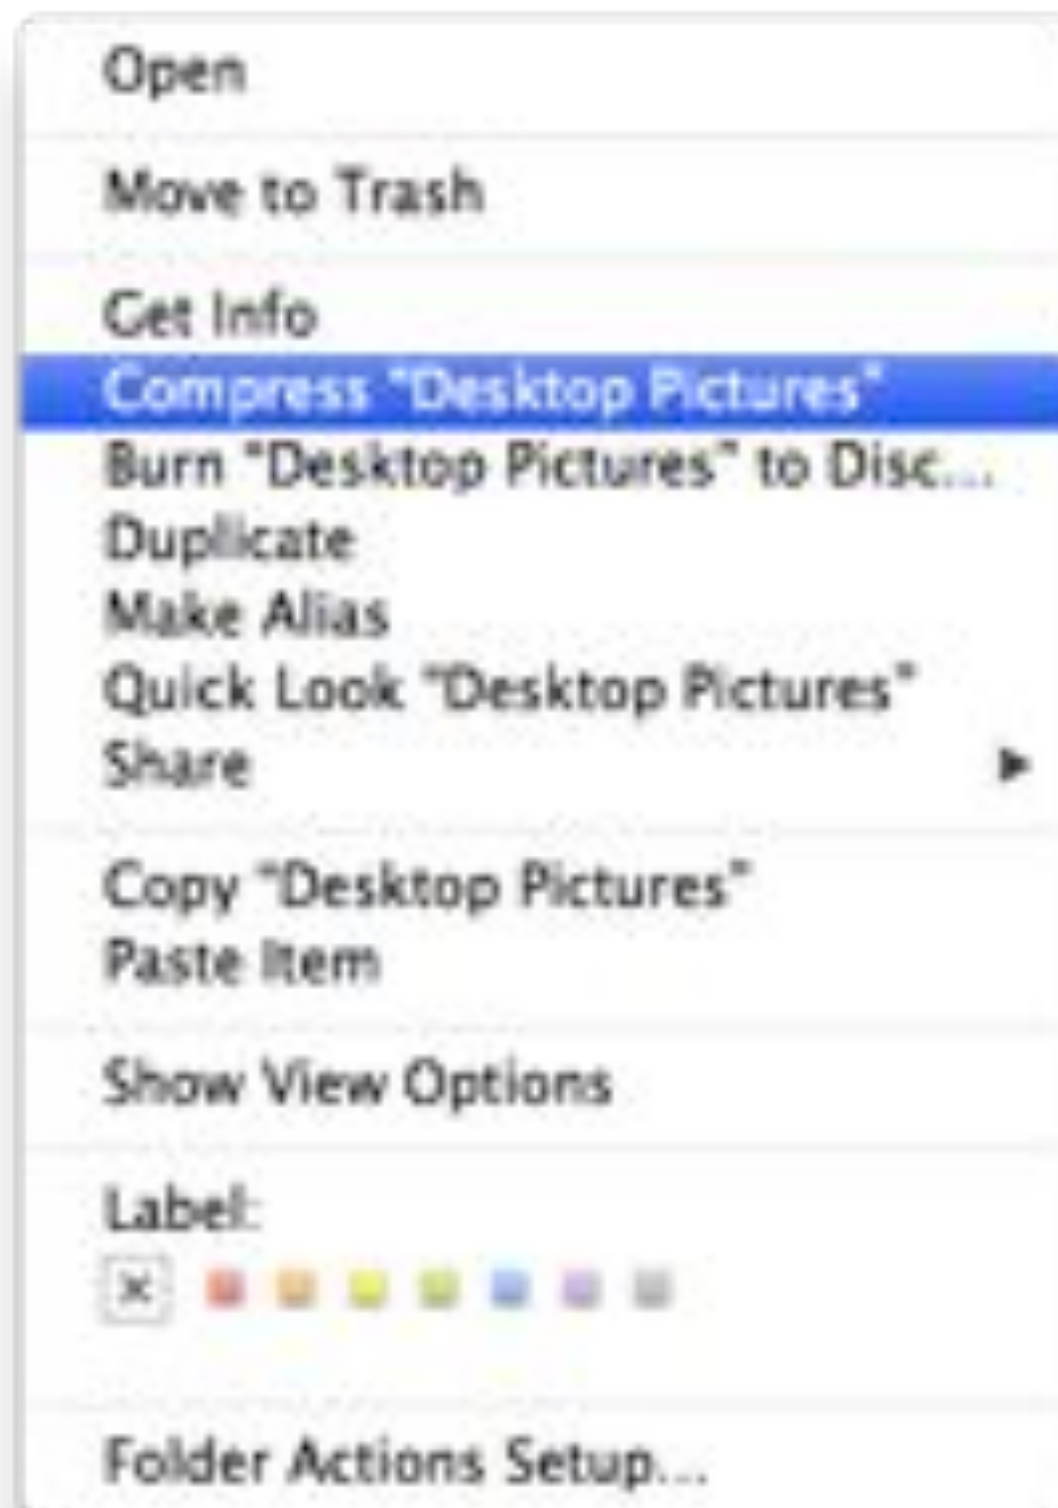 Open
Move to Trash
Get Info
Compress "Desktop Pictures"
Burn "Desktop Pictures" to Disc...
Duplicate
Make Alias
Quick Look "Desktop Pictures"
Share
Copy "Desktop Pictures"
Paste Item
Show View Options
Label:
Folder Actions Setup...